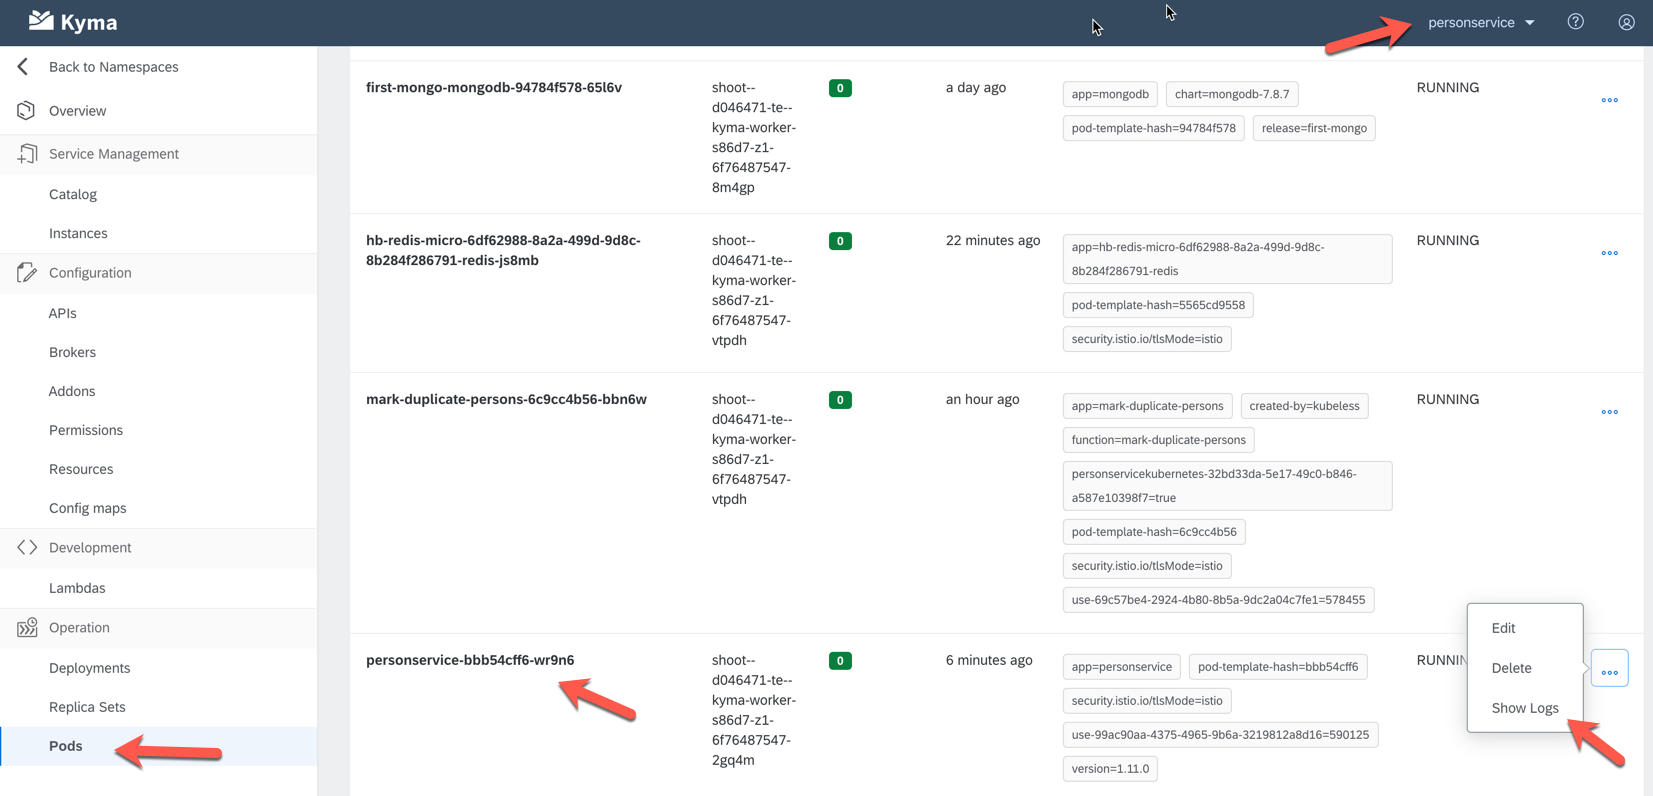 Kyma
personservice
Back to Namespaces
Overview
Service Management
Catalog
Instances
Configuration
APIs
Brokers
Addons
Permissions
Resources
Config maps
Development
Lambdas
Operation
Deployments
Replica Sets
Pods
first-mongo-mongodb-94784f578-65l6v
shoot--
d046471-te--
kyma-worker-
s86d7-z1-
6f76487547-
8m4gp
0
a day ago
app=mongodb
chart=mongodb-7.8.7
pod-template-hash=94784f578
release=first-mongo
RUNNING
hb-redis-micro-6df62988-8a2a-499d-9d8c-
8b284f286791-redis-js8mb
shoot--
d046471-te--
kyma-worker-
s86d7-z1-
6f76487547-
vtpdh
0
22 minutes ago
app=hb-redis-micro-6df62988-8a2a-499d-9d8c-
8b284f286791-redis
pod-template-hash=5565cd9558
security.istio.io/tlsMode=istio
RUNNING
mark-duplicate-persons-6c9cc4b56-bbn6w
shoot--
d046471-te--
kyma-worker-
s86d7-z1-
6f76487547-
vtpdh
0
an hour ago
app=mark-duplicate-persons
created-by=kubeless
function=mark-duplicate-persons
personservicekubernetes-32bd33da-5e17-49c0-b846-
a587e10398f7=true
pod-template-hash=6c9cc4b56
security.istio.io/tlsMode=istio
use-69c57be4-2924-4b80-8b5a-9dc2a04c7fe1=578455
RUNNING
personservice-bbb54cff6-wr9n6
shoot--
d046471-te--
kyma-worker-
s86d7-z1-
6f76487547-
2gq4m
0
6 minutes ago
app=personservice
pod-template-hash=bbb54cff6
security.istio.io/tlsMode=istio
use-99ac90aa-4375-4965-9b6a-3219812a8d16=590125
version=1.11.0
RUNNIN
Edit
Delete
Show Logs